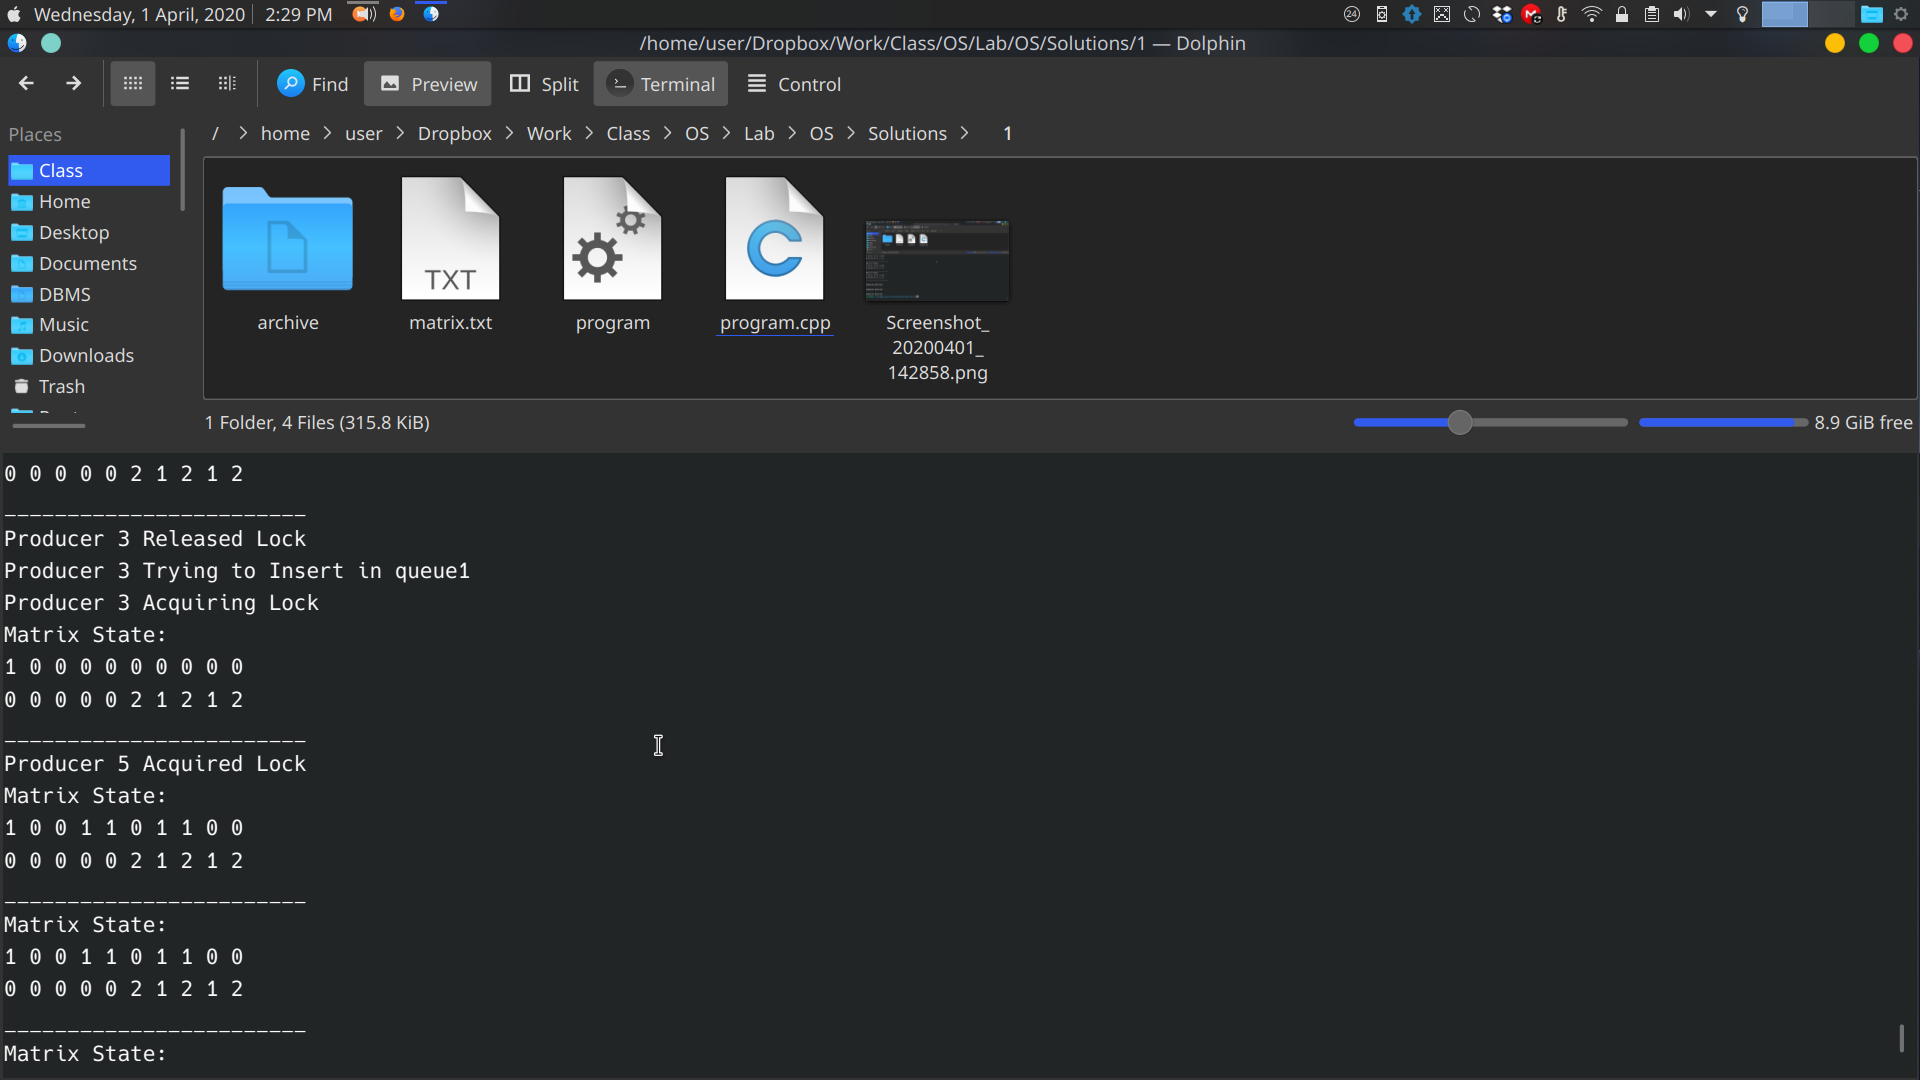 Wednesday, 1 April, 2020 2:29 PM 24
/home/user/Dropbox/Work/Class/OS/Lab/OS/Solutions/1 — Dolphin
Find Preview Split Terminal Control
Places
/ > home > user > Dropbox > Work > Class > OS > Lab > OS > Solutions > 1
Class
Home
Desktop
Documents
DBMS
Music
Downloads
Trash
TXT
archive matrix.txt program program.cpp Screenshot_
20200401_
142858.png
1 Folder, 4 Files (315.8 KiB) 8.9 GiB free
0 0 0 0 0 2 1 2 1 2
________________________
Producer 3 Released Lock
Producer 3 Trying to Insert in queue1
Producer 3 Acquiring Lock
Matrix State:
1 0 0 0 0 0 0 0 0 0
0 0 0 0 0 2 1 2 1 2
________________________
Producer 5 Acquired Lock
Matrix State:
1 0 0 1 1 0 1 1 0 0
0 0 0 0 0 2 1 2 1 2
________________________
Matrix State:
1 0 0 1 1 0 1 1 0 0
0 0 0 0 0 2 1 2 1 2
________________________
Matrix State: